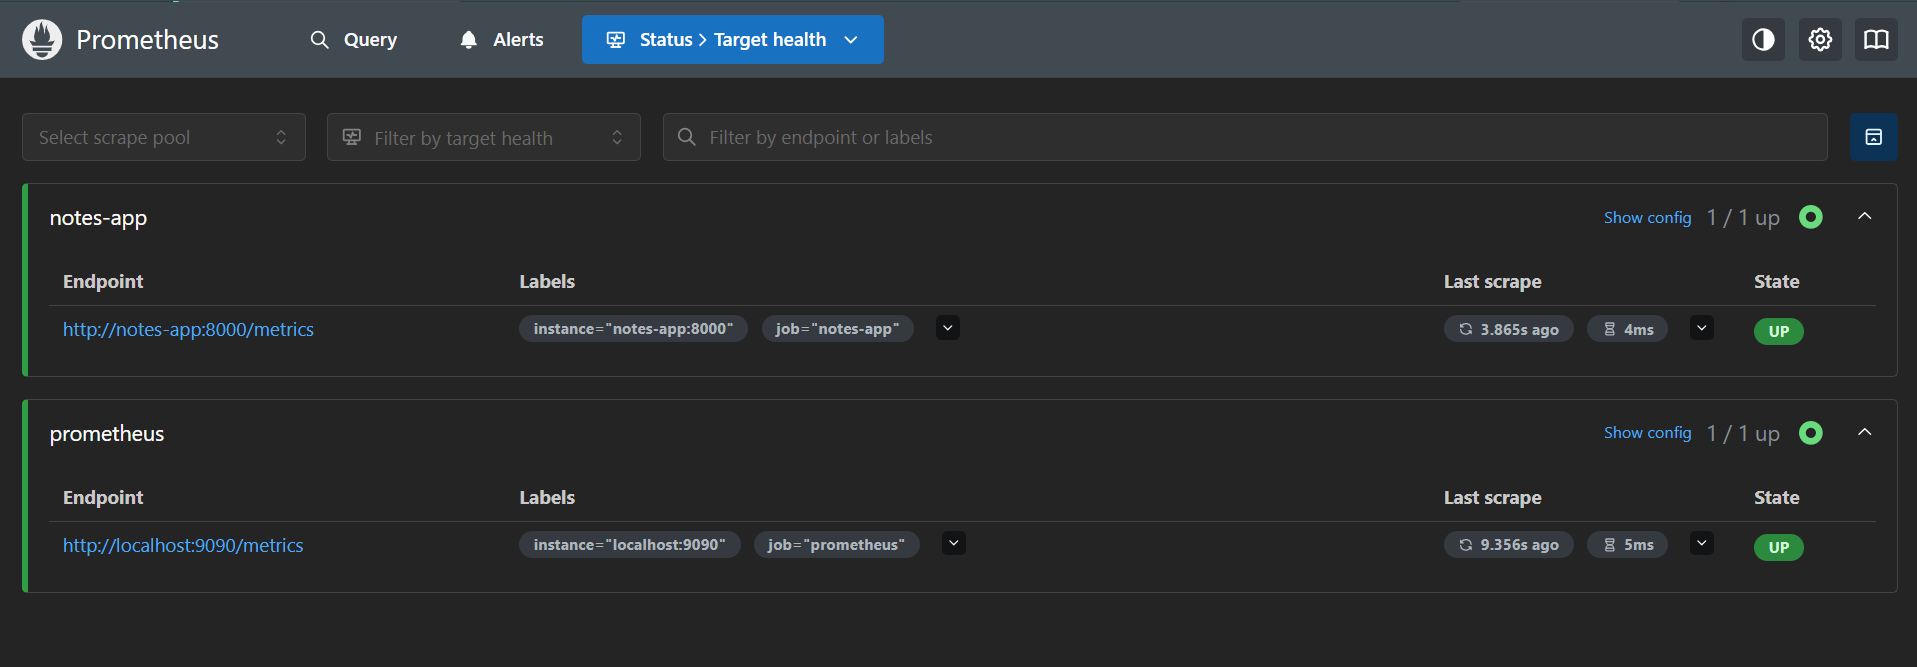 Prometheus Query Alerts Status > Target health
Select scrape pool Filter by target health Filter by endpoint or labels
notes-app Show config 1 / 1 up
Endpoint Labels Last scrape State
http://notes-app:8000/metrics instance="notes-app:8000" job="notes-app" 3.865s ago 4ms UP
prometheus Show config 1 / 1 up
Endpoint Labels Last scrape State
http://localhost:9090/metrics instance="localhost:9090" job="prometheus" 9.356s ago 5ms UP